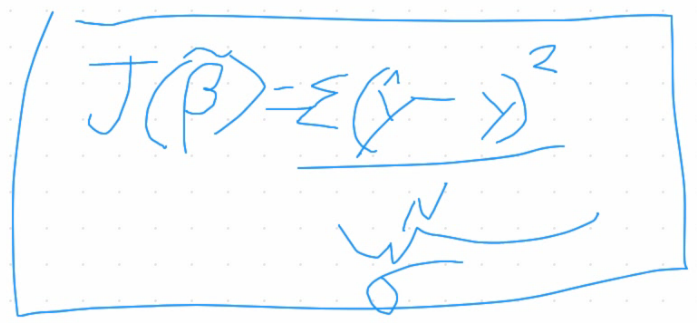 J(β̃) = Σ(ŷ - y)²
N
σ